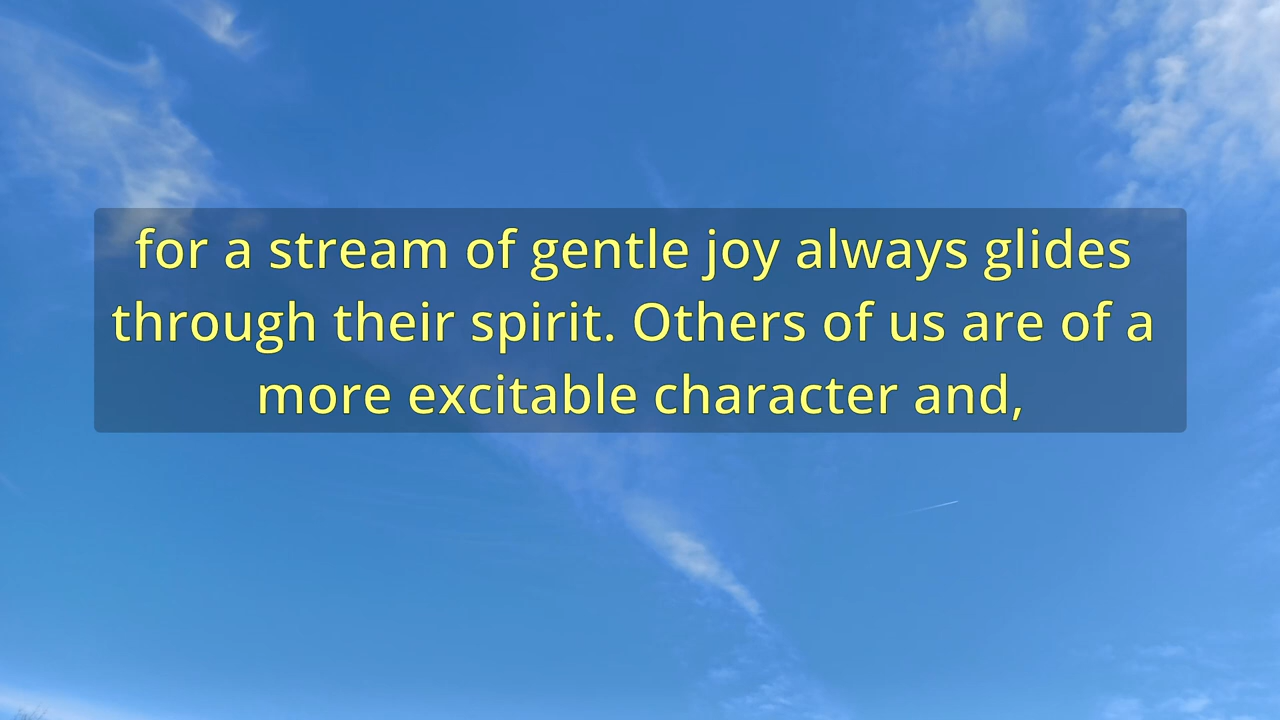 for a stream of gentle joy always glides
through their spirit. Others of us are of a
more excitable character and,